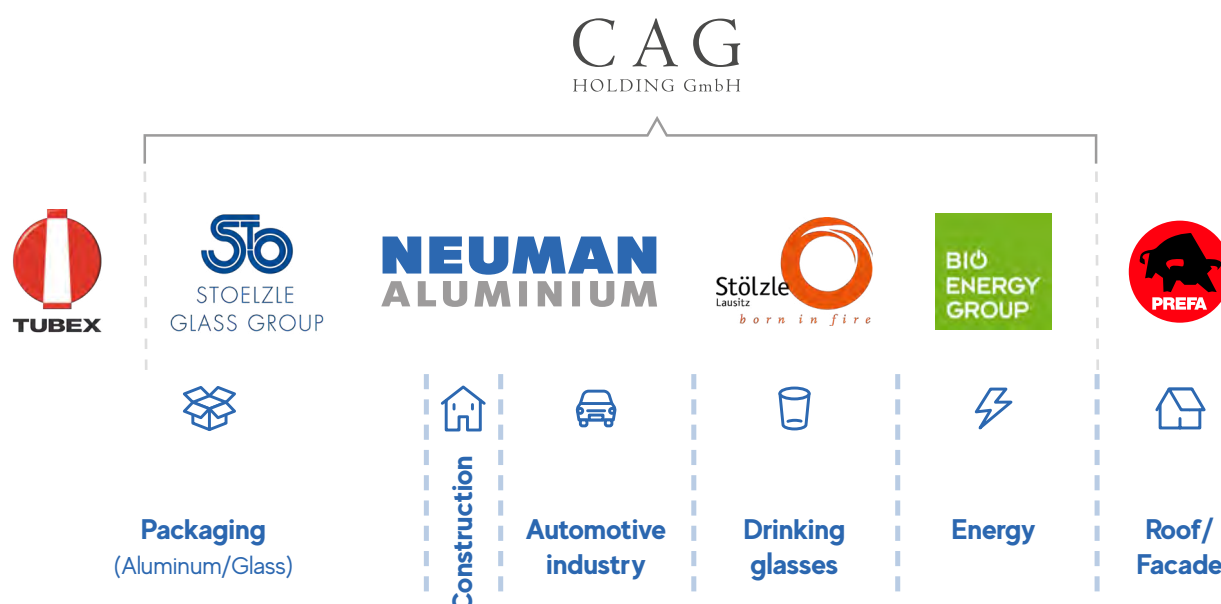 CAG
HOLDING GmbH
TUBEX
STO
STOELZLE
GLASS GROUP
NEUMAN
ALUMINIUM
Stölzle
Lausitz
born in fire
BIO
ENERGY
GROUP
PREFA
Packaging
(Aluminum/Glass)
Construction
Automotive
industry
Drinking
glasses
Energy
Roof/
Facade